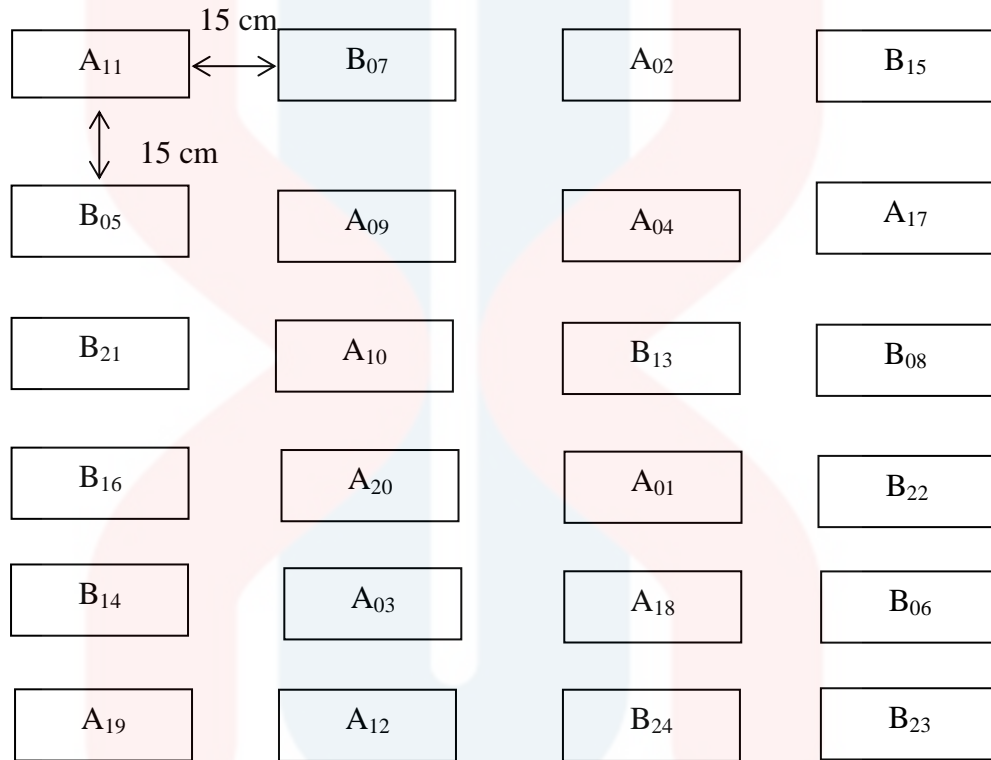 15 cm
A₁₁ B₀₇ A₀₂ B₁₅
15 cm
B₀₅ A₀₉ A₀₄ A₁₇
B₂₁ A₁₀ B₁₃ B₀₈
B₁₆ A₂₀ A₀₁ B₂₂
B₁₄ A₀₃ A₁₈ B₀₆
A₁₉ A₁₂ B₂₄ B₂₃